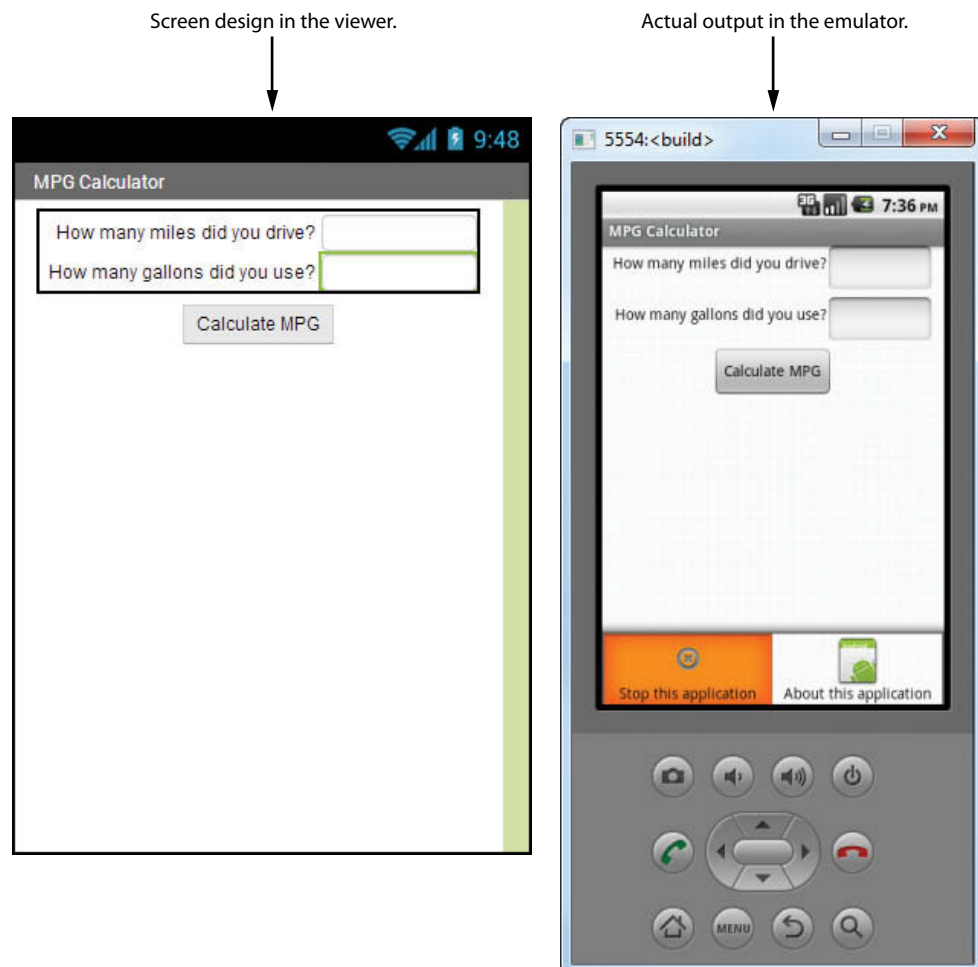 Screen design in the viewer.
Actual output in the emulator.
9:48
MPG Calculator
How many miles did you drive?
How many gallons did you use?
Calculate MPG
5554:<build>
3G
7:36 PM
MPG Calculator
How many miles did you drive?
How many gallons did you use?
Calculate MPG
Stop this application
About this application
MENU